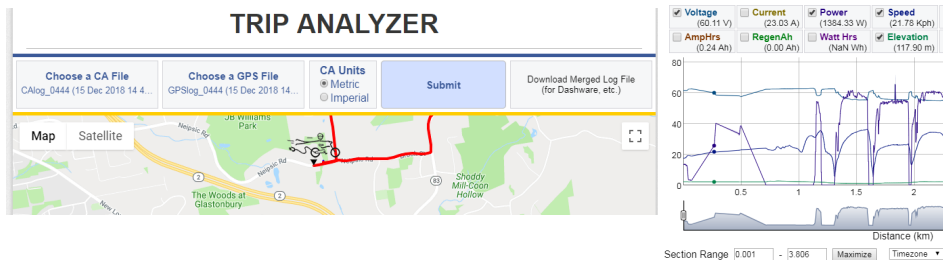 TRIP ANALYZER
Choose a CA File
CAlog_0444 (15 Dec 2018 14 4...
Choose a GPS File
GPSlog_0444 (15 Dec 2018 14...
CA Units
Metric
Imperial
Submit
Download Merged Log File
(for Dashware, etc.)
Map Satellite
JB Williams
Park
Neipsic Rd
Neipsic Rd
2
2
83
The Woods at
Glastonbury
Shoddy
Mill-Coon
Hollow
Voltage
(60.11 V)
Current
(23.03 A)
Power
(1384.33 W)
Speed
(21.78 Kph)
AmpHrs
(0.24 Ah)
RegenAh
(0.00 Ah)
Watt Hrs
(NaN Wh)
Elevation
(117.90 m)
80
60
40
20
0
0.5 1 1.5 2
Distance (km)
Section Range 0.001 - 3.806 Maximize Timezone